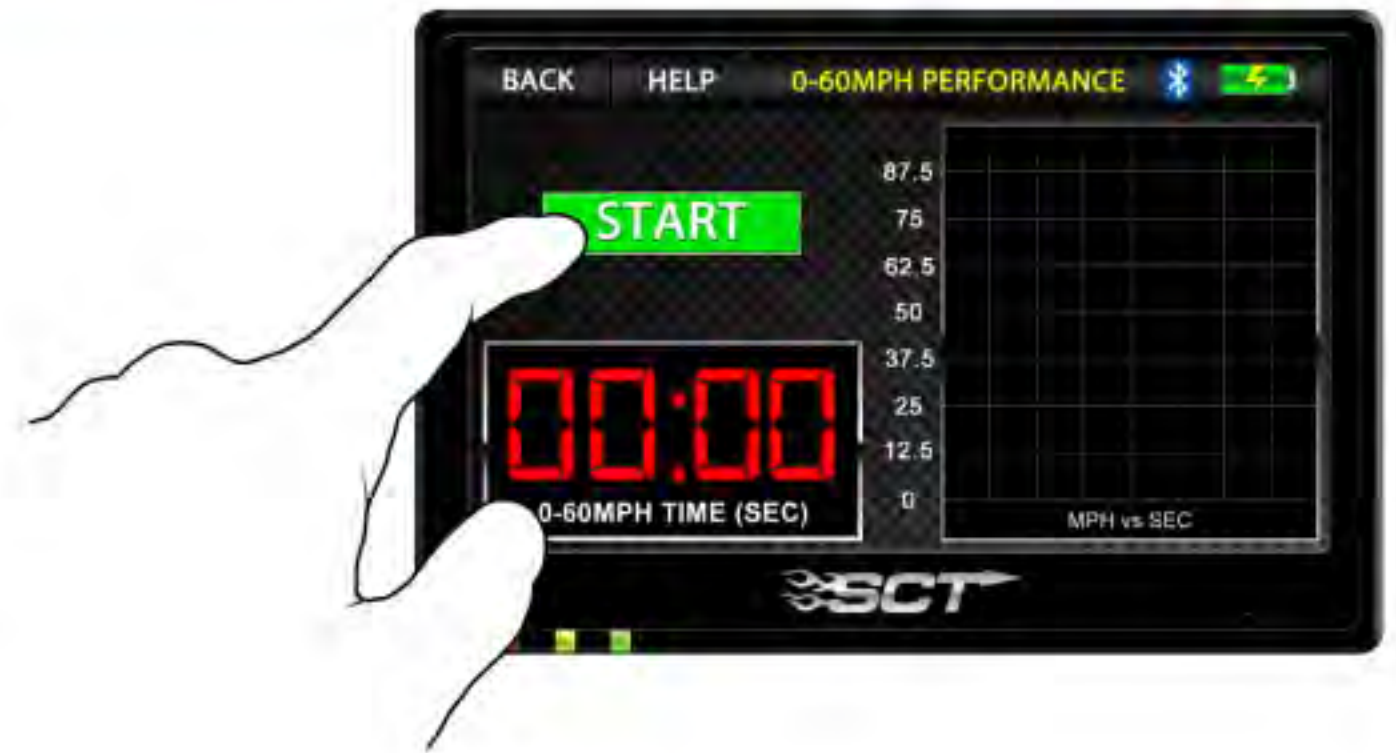 BACK HELP 0-60MPH PERFORMANCE
START
00:00
0-60MPH TIME (SEC)
87.5
75
62.5
50
37.5
25
12.5
0
MPH vs SEC
SCT